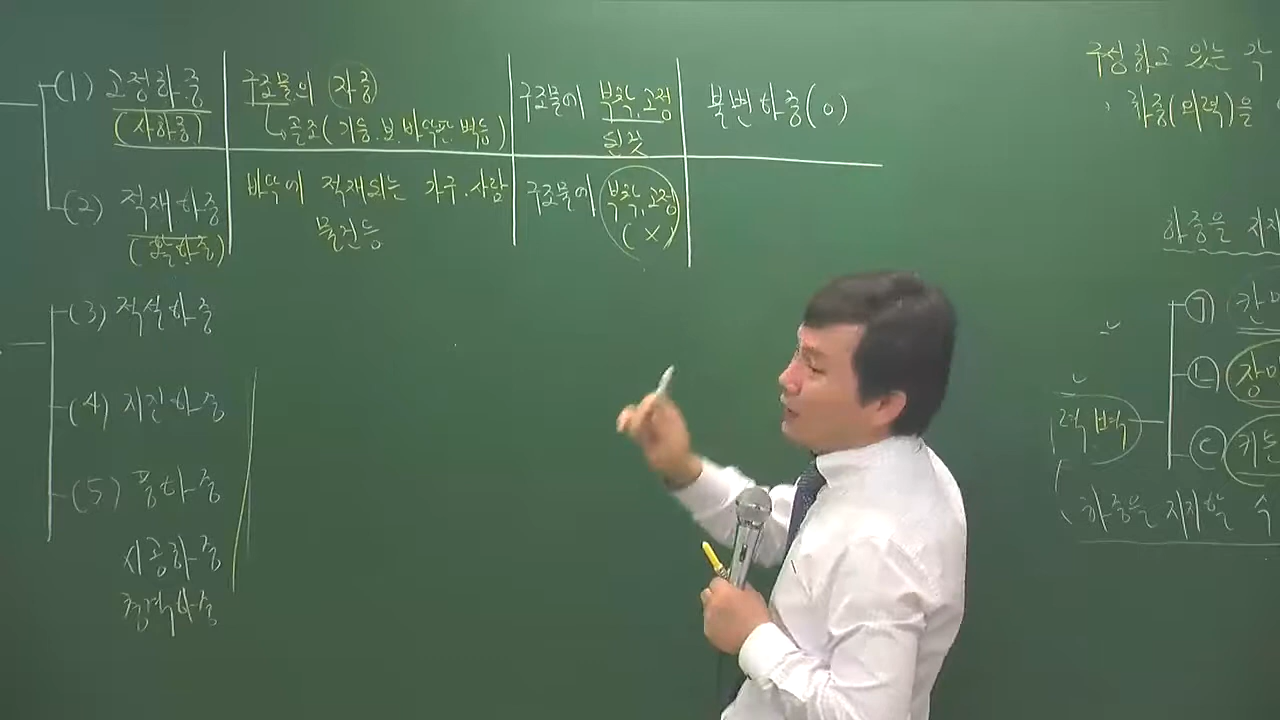 (1) 고정하중
(사하중)
구조물의 자중
골조(기둥.보.바닥판.벽등)
구조물에 부착,고정
된것
불변하중(O)
(2) 적재하중
(활하중)
바닥에 적재되는 가구.사람
물건등
구조물에 부착,고정
(X)
(3) 적설하중
(4) 지진하중
(5) 풍하중
시공하중
충격하중
구성하고 있는 각
하중(외력)을
하중을 지지
력벽
㉠ 칸
㉡ 장
㉢ 커튼
하중을 지지할 수